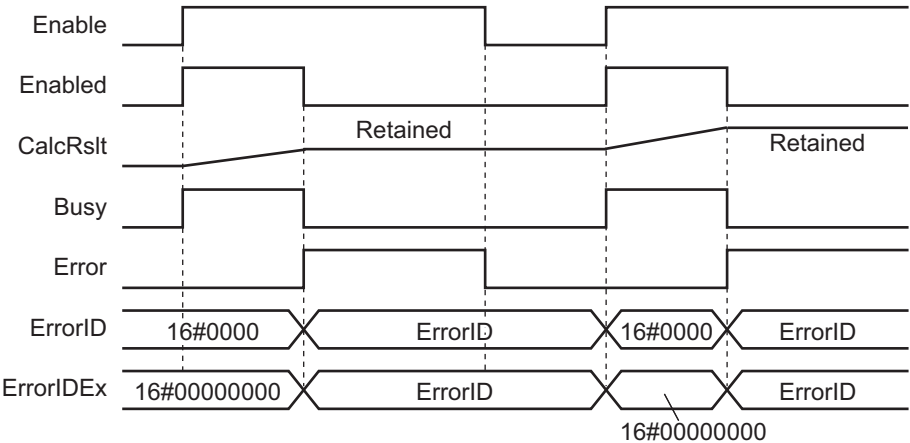 Enable
Enabled
CalcRslt Retained Retained
Busy
Error
ErrorID 16#0000 ErrorID 16#0000 ErrorID
ErrorIDEx 16#00000000 ErrorID ErrorID
16#00000000